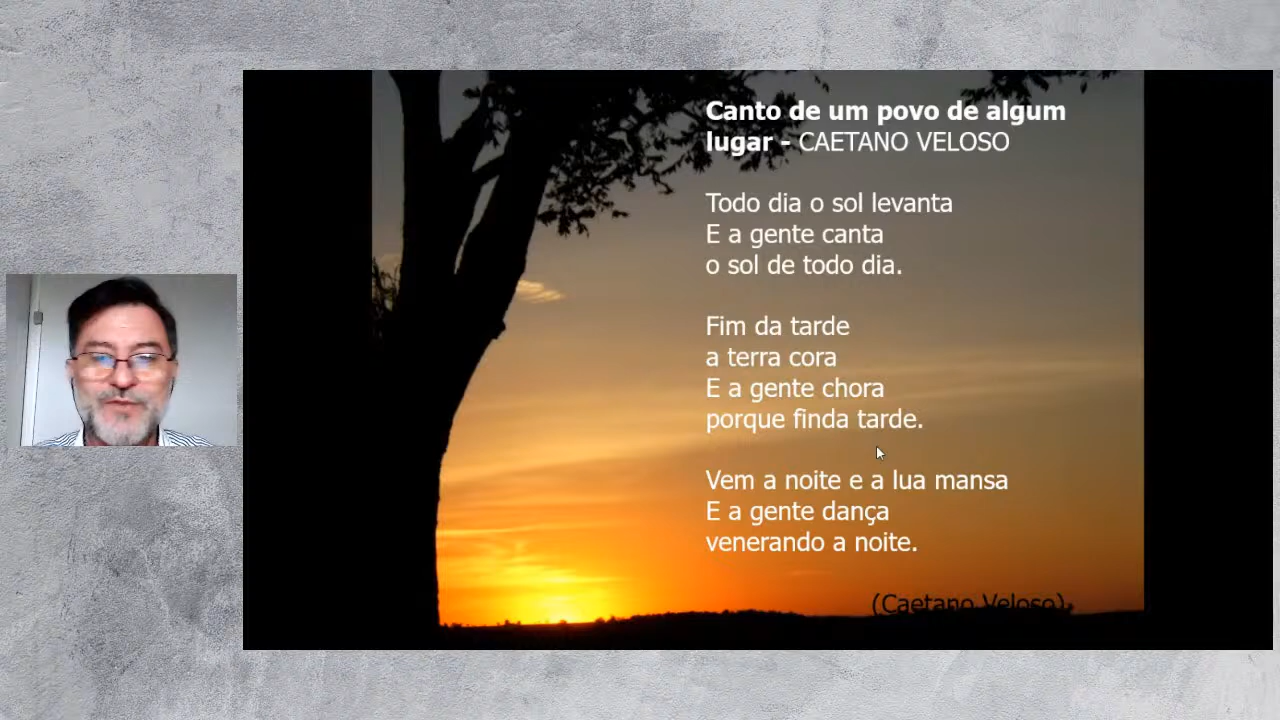 Canto de um povo de algum
lugar - CAETANO VELOSO
Todo dia o sol levanta
E a gente canta
o sol de todo dia.
Fim da tarde
a terra cora
E a gente chora
porque finda tarde.
Vem a noite e a lua mansa
E a gente dança
venerando a noite.
(Caetano Veloso).